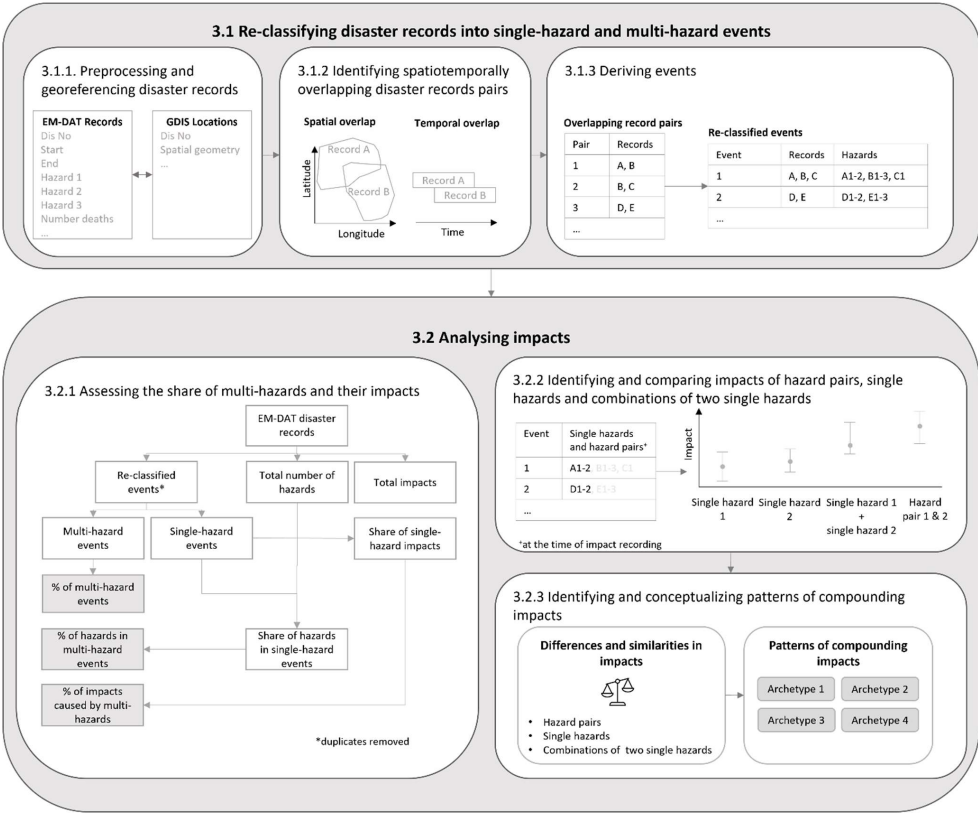 3.1 Re-classifying disaster records into single-hazard and multi-hazard events
3.1.1. Preprocessing and
georeferencing disaster records
EM-DAT Records
Dis No
Start
End
Hazard 1
Hazard 2
Hazard 3
Number deaths
...
GDIS Locations
Dis No
Spatial geometry
...
3.1.2 Identifying spatiotemporally
overlapping disaster records pairs
Spatial overlap
Latitude
Record A
Record B
Longitude
Temporal overlap
Record A
Record B
Time
3.1.3 Deriving events
Overlapping record pairs
Pair Records
1 A, B
2 B, C
3 D, E
...
Re-classified events
Event Records Hazards
1 A, B, C A1-2, B1-3, C1
2 D, E D1-2, E1-3
...
3.2 Analysing impacts
3.2.1 Assessing the share of multi-hazards and their impacts
EM-DAT disaster
records
Re-classified
events*
Total number of
hazards
Total impacts
Multi-hazard
events
Single-hazard
events
Share of single-
hazard impacts
% of multi-hazard
events
% of hazards in
multi-hazard
events
Share of hazards
in single-hazard
events
% of impacts
caused by multi-
hazards
*duplicates removed
3.2.2 Identifying and comparing impacts of hazard pairs, single
hazards and combinations of two single hazards
Event Single hazards
and hazard pairs+
1 A1-2, B1-3, C1
2 D1-2, E1-3
...
+at the time of impact recording
Impact
Single hazard
1
Single hazard
2
Single hazard 1
+
single hazard 2
Hazard
pair 1 & 2
3.2.3 Identifying and conceptualizing patterns of compounding
impacts
Differences and similarities in
impacts
• Hazard pairs
• Single hazards
• Combinations of two single hazards
Patterns of compounding
impacts
Archetype 1
Archetype 2
Archetype 3
Archetype 4